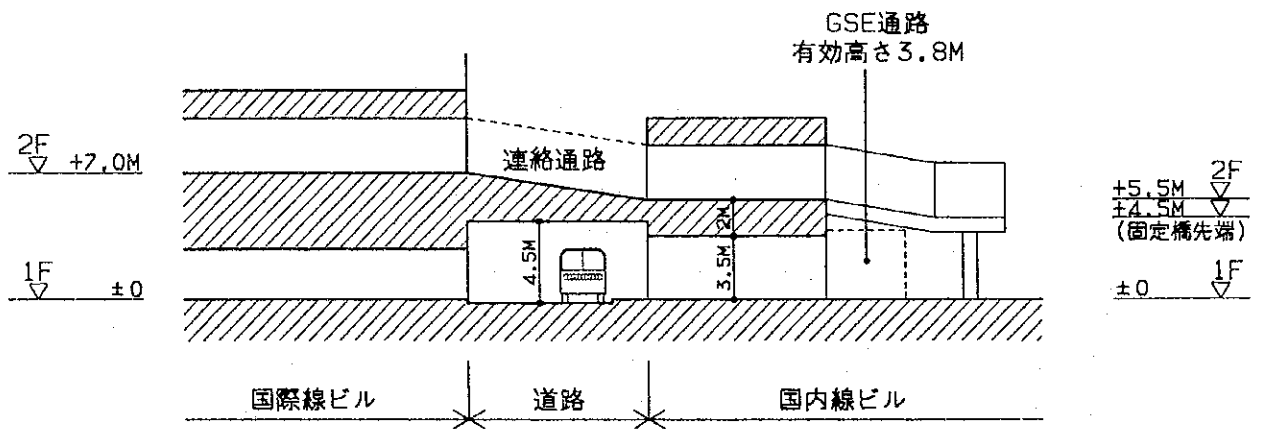 GSE通路
有効高さ3.8M
2F
+7.0M
連絡通路
2F
+5.5M
+4.5M
(固定橋先端)
4.5M
2M
3.5M
1F
±0
1F
±0
国際線ビル
道路
国内線ビル